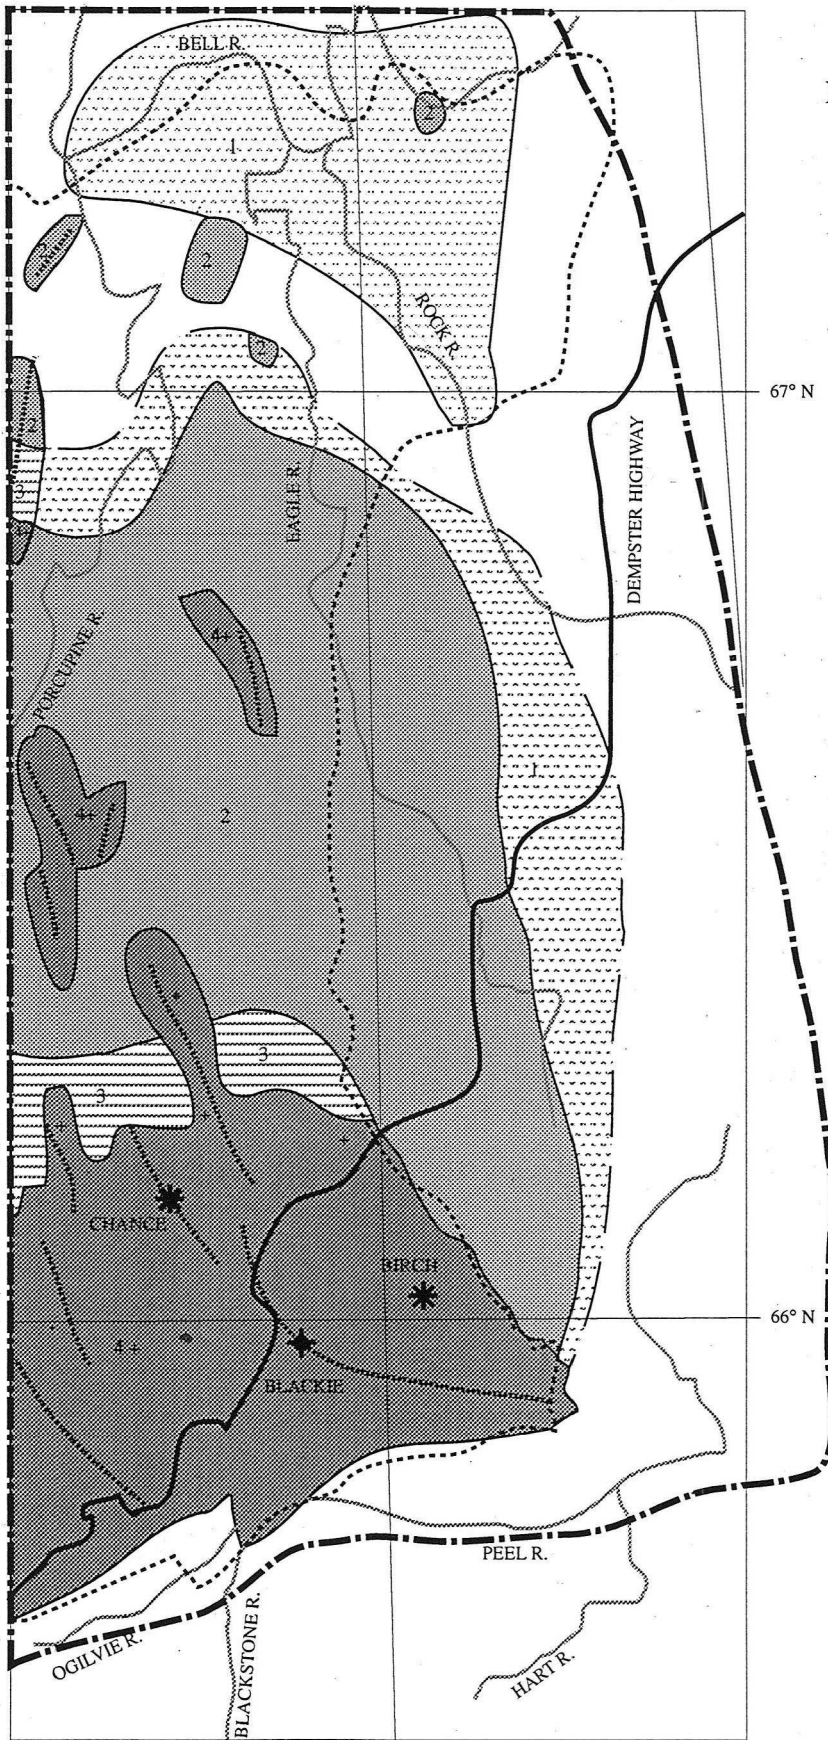 BELL R.
2
1
2
2
ROCK R.
2
67° N
2
3
EAGLE R.
DEMPSTER HIGHWAY
4+
PORCUPINE R.
1
4+
2
+
3
3
+
+
+
CHANCE
BIRCH
66° N
4+
BLACKIE
PEEL R.
OGILVIE R.
BLACKSTONE R.
HART R.